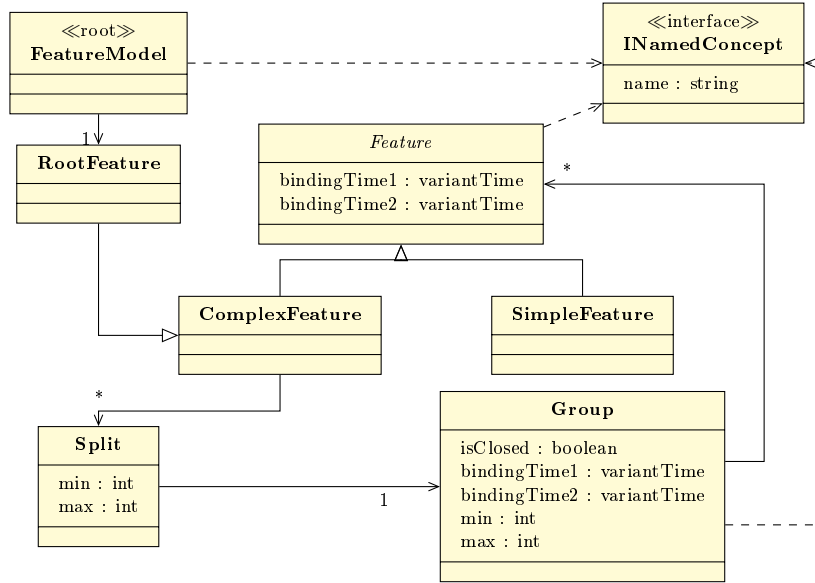 ≪root≫
FeatureModel
≪interface≫
INamedConcept
name : string
1
RootFeature
Feature
bindingTime1 : variantTime
bindingTime2 : variantTime
*
ComplexFeature
SimpleFeature
*
Split
min : int
max : int
1
Group
isClosed : boolean
bindingTime1 : variantTime
bindingTime2 : variantTime
min : int
max : int